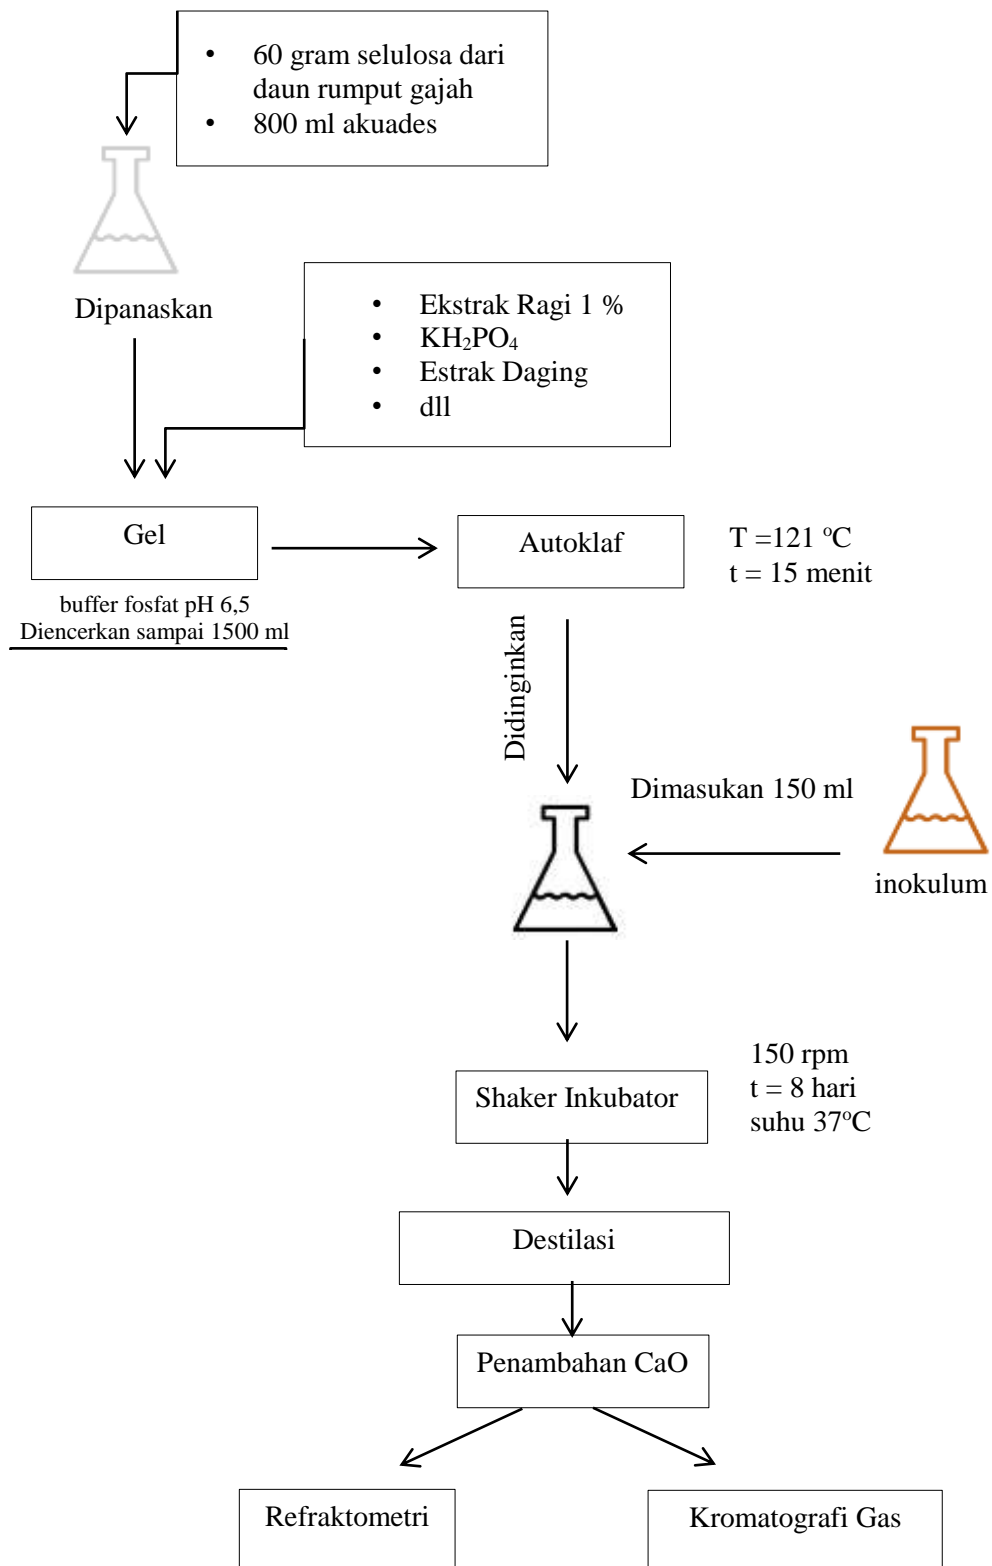 • 60 gram selulosa dari
daun rumput gajah
• 800 ml akuades
Dipanaskan
• Ekstrak Ragi 1 %
• KH₂PO₄
• Estrak Daging
• dll
Gel
buffer fosfat pH 6,5
Diencerkan sampai 1500 ml
Autoklaf
T =121 ºC
t = 15 menit
Didinginkan
Dimasukan 150 ml
inokulum
150 rpm
t = 8 hari
suhu 37ºC
Shaker Inkubator
Destilasi
Penambahan CaO
Refraktometri
Kromatografi Gas